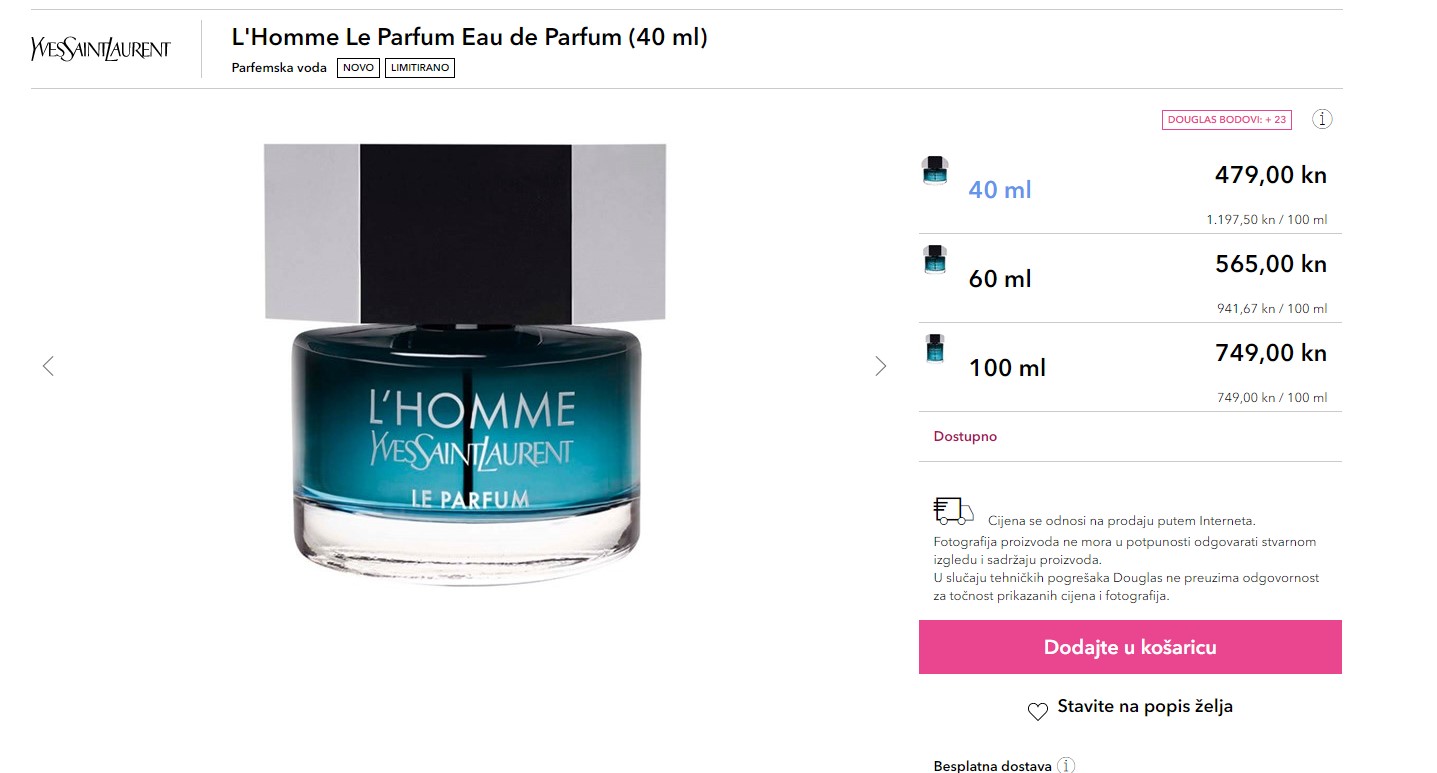 YVESSAINTLAURENT
L'Homme Le Parfum Eau de Parfum (40 ml)
Parfemska voda NOVO LIMITIRANO
DOUGLAS BODOVI: + 23 i
40 ml 479,00 kn
1.197,50 kn / 100 ml
60 ml 565,00 kn
941,67 kn / 100 ml
100 ml 749,00 kn
749,00 kn / 100 ml
Dostupno
L'HOMME
YVESSAINTLAURENT
LE PARFUM
Cijena se odnosi na prodaju putem Interneta.
Fotografija proizvoda ne mora u potpunosti odgovarati stvarnom
izgledu i sadržaju proizvoda.
U slučaju tehničkih pogrešaka Douglas ne preuzima odgovornost
za točnost prikazanih cijena i fotografija.
Dodajte u košaricu
Stavite na popis želja
Besplatna dostava i